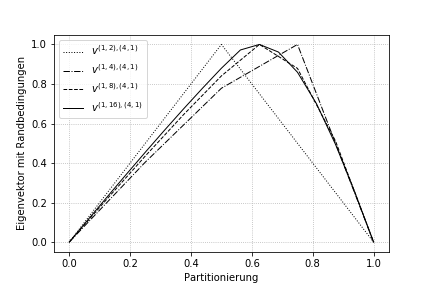 v(1, 2), (4, 1)
v(1, 4), (4, 1)
v(1, 8), (4, 1)
v(1, 16), (4, 1)
Eigenvektor mit Randbedingungen
1.0
0.8
0.6
0.4
0.2
0.0
0.0 0.2 0.4 0.6 0.8 1.0
Partitionierung